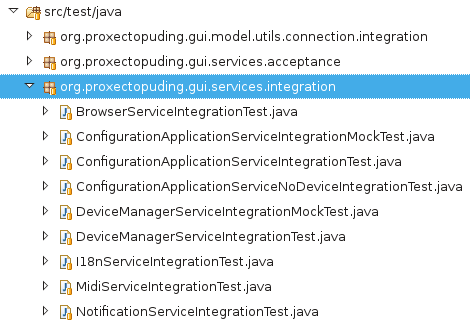 src/test/java
org.proxectopuding.gui.model.utils.connection.integration
org.proxectopuding.gui.services.acceptance
org.proxectopuding.gui.services.integration
BrowserServiceIntegrationTest.java
ConfigurationApplicationServiceIntegrationMockTest.java
ConfigurationApplicationServiceIntegrationTest.java
ConfigurationApplicationServiceNoDeviceIntegrationTest.java
DeviceManagerServiceIntegrationMockTest.java
DeviceManagerServiceIntegrationTest.java
I18nServiceIntegrationTest.java
MidiServiceIntegrationTest.java
NotificationServiceIntegrationTest.java